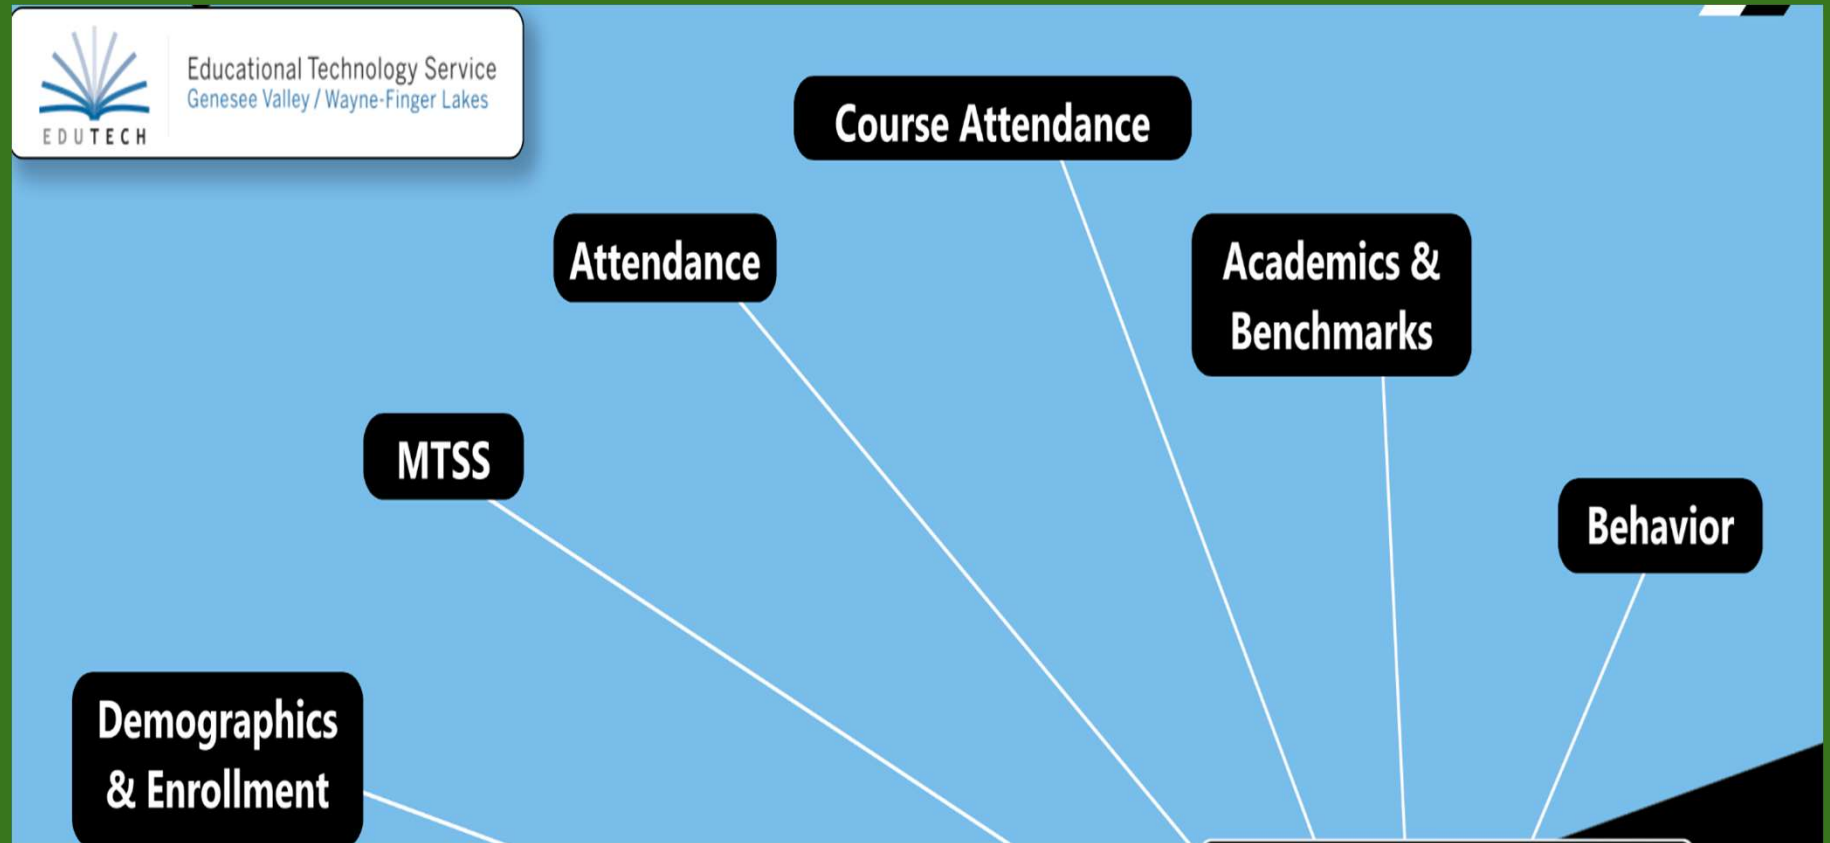 EDUTECH
Educational Technology Service
Genesee Valley / Wayne-Finger Lakes
Course Attendance
Attendance
Academics &
Benchmarks
MTSS
Behavior
Demographics
& Enrollment